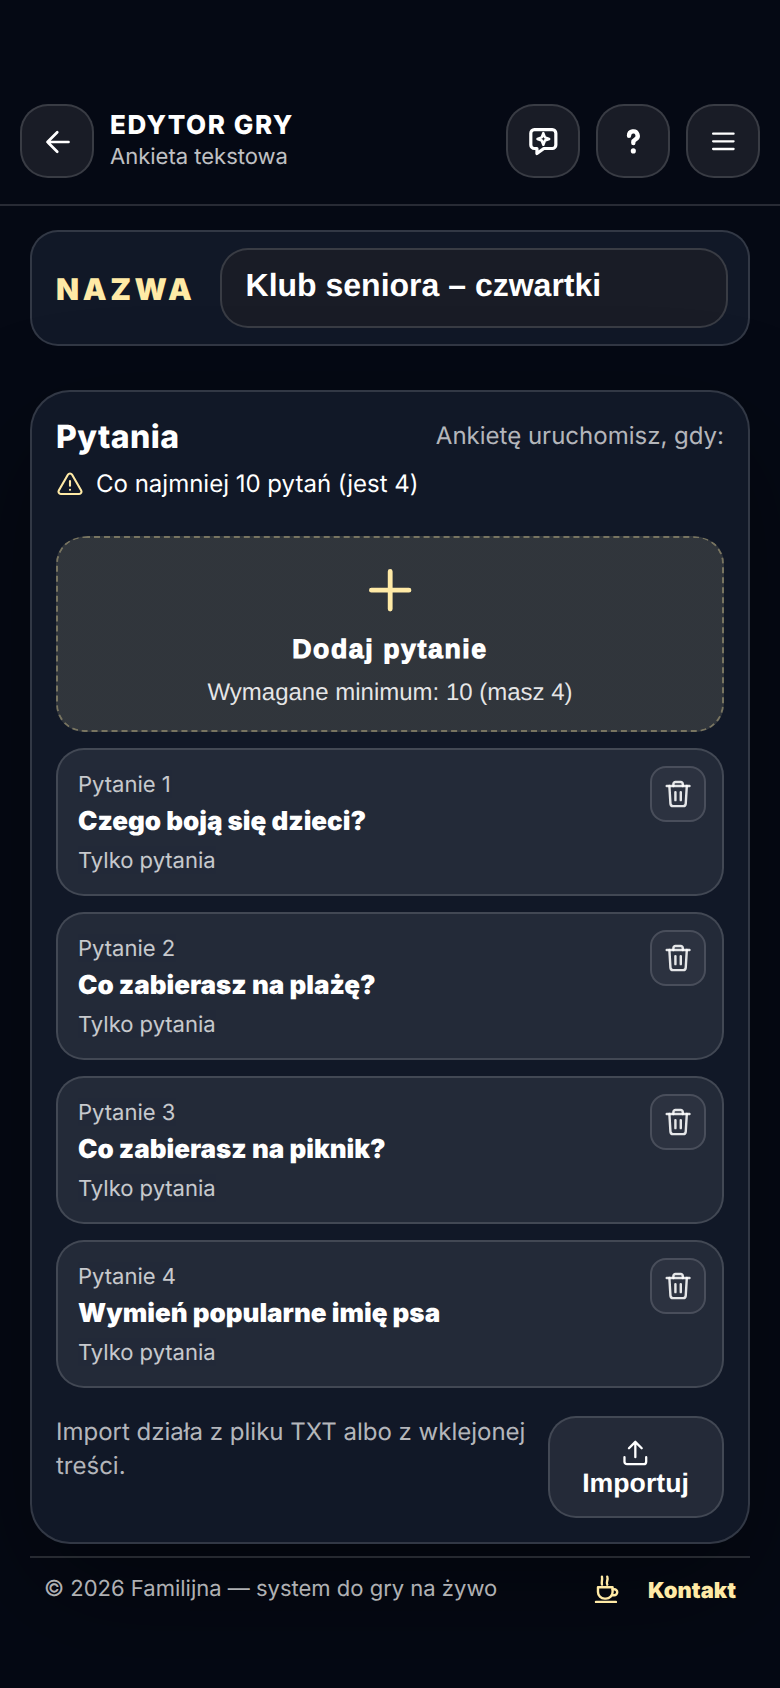 EDYTOR GRY
Ankieta tekstowa
NAZWA
Klub seniora – czwartki
Pytania
Ankietę uruchomisz, gdy:
Co najmniej 10 pytań (jest 4)
Dodaj pytanie
Wymagane minimum: 10 (masz 4)
Pytanie 1
Czego boją się dzieci?
Tylko pytania
Pytanie 2
Co zabierasz na plażę?
Tylko pytania
Pytanie 3
Co zabierasz na piknik?
Tylko pytania
Pytanie 4
Wymień popularne imię psa
Tylko pytania
Import działa z pliku TXT albo z wklejonej
treści.
Importuj
© 2026 Familijna — system do gry na żywo
Kontakt